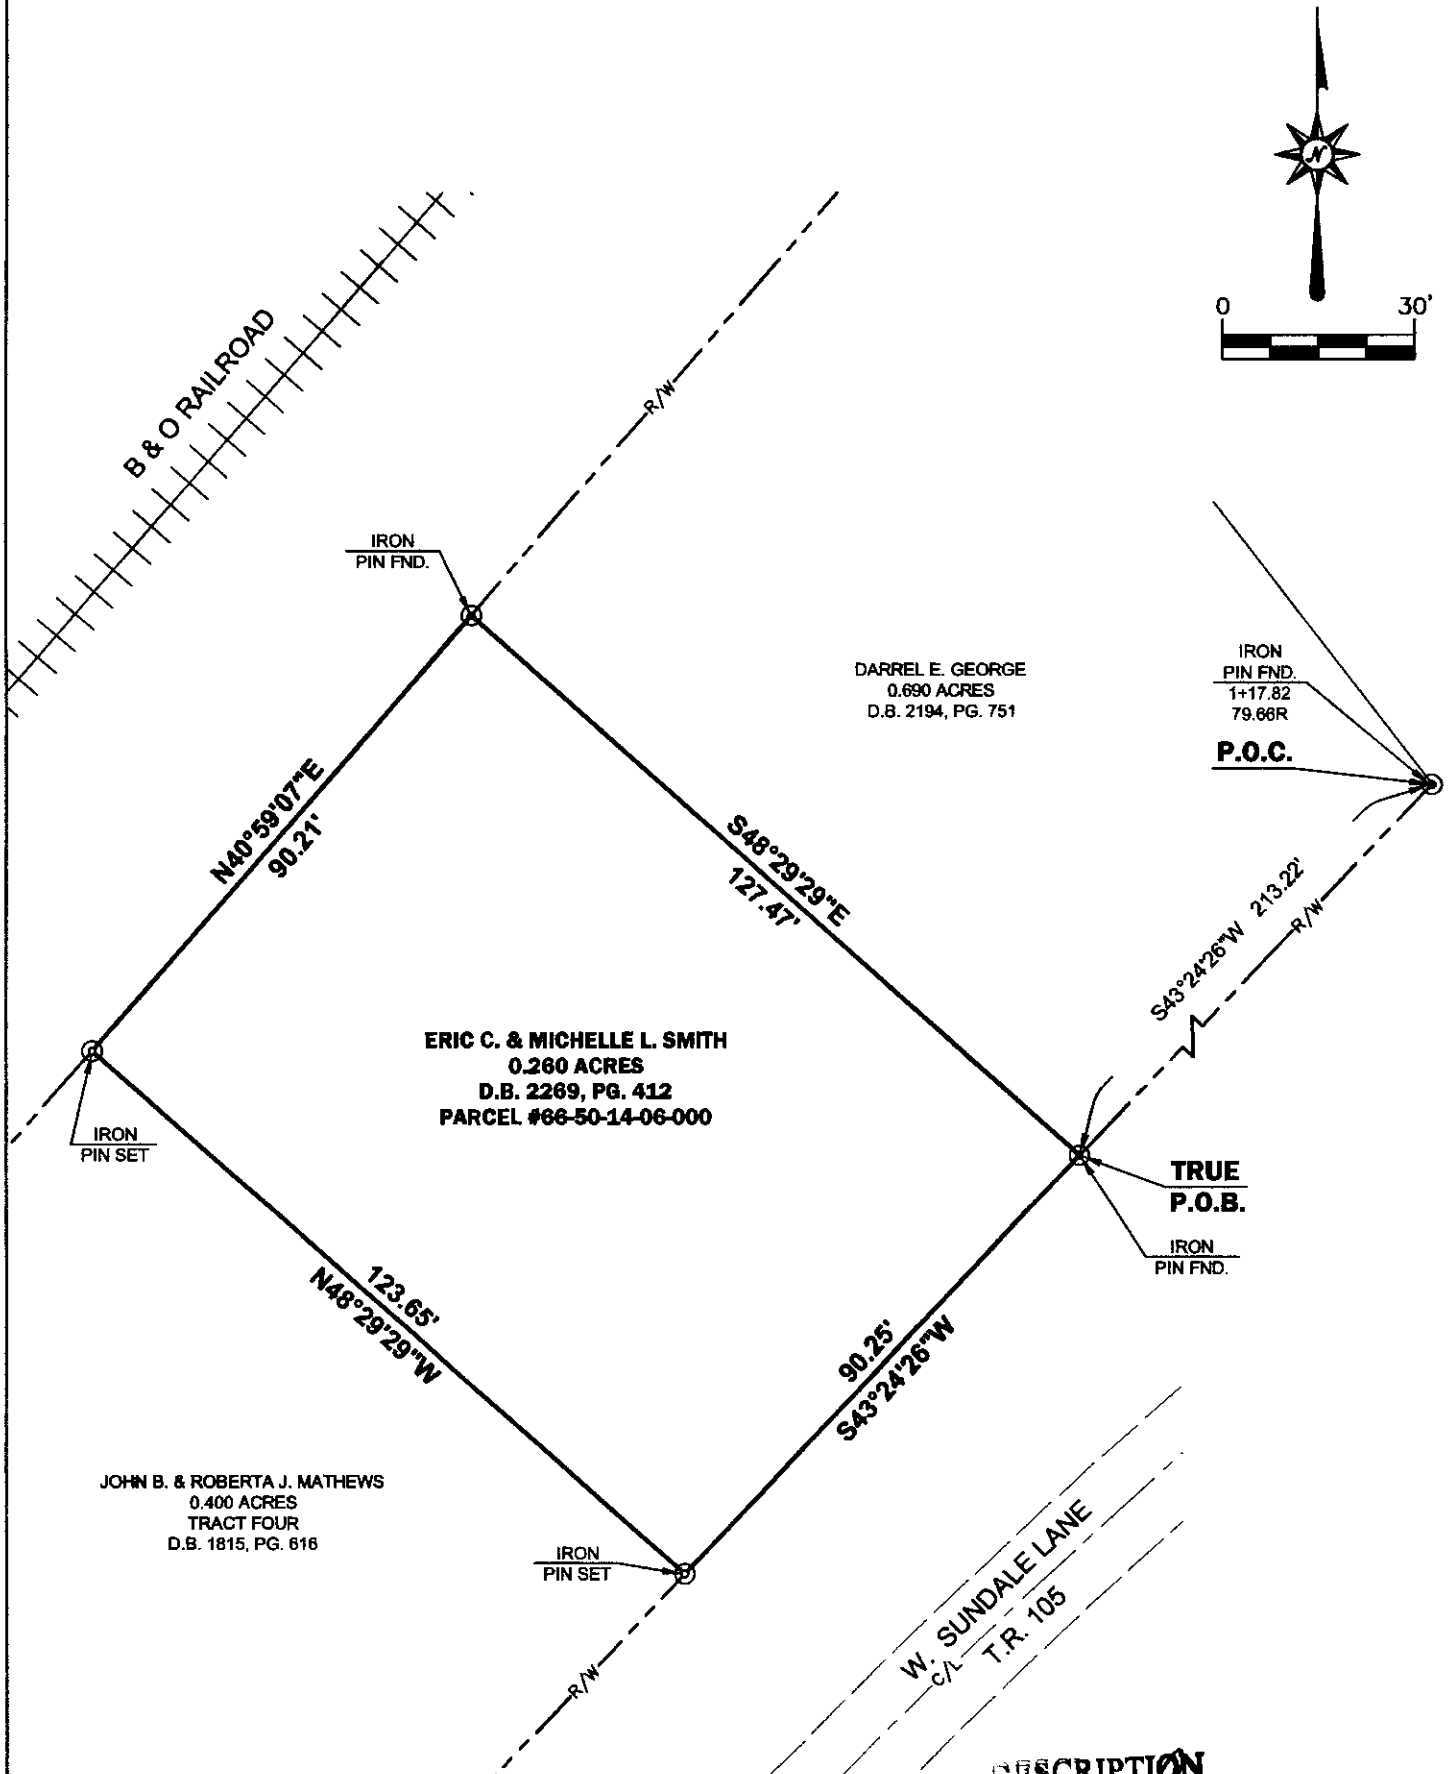 N
0 30'
B & O RAILROAD
R/W
IRON
PIN FND.
DARREL E. GEORGE
0.690 ACRES
D.B. 2194, PG. 751
IRON
PIN FND.
1+17.82
79.66R
P.O.C.
N40°59'07"E
90.21'
S48°29'29"E
127.47'
S43°24'26"W 213.22'
R/W
ERIC C. & MICHELLE L. SMITH
0.260 ACRES
D.B. 2269, PG. 412
PARCEL #66-50-14-06-000
IRON
PIN SET
TRUE
P.O.B.
IRON
PIN FND.
123.65'
N48°29'29"W
90.25'
S43°24'26"W
JOHN B. & ROBERTA J. MATHEWS
0.400 ACRES
TRACT FOUR
D.B. 1815, PG. 616
IRON
PIN SET
R/W
W. SUNDALE LANE
C/L T.R. 105
DESCRIPTION